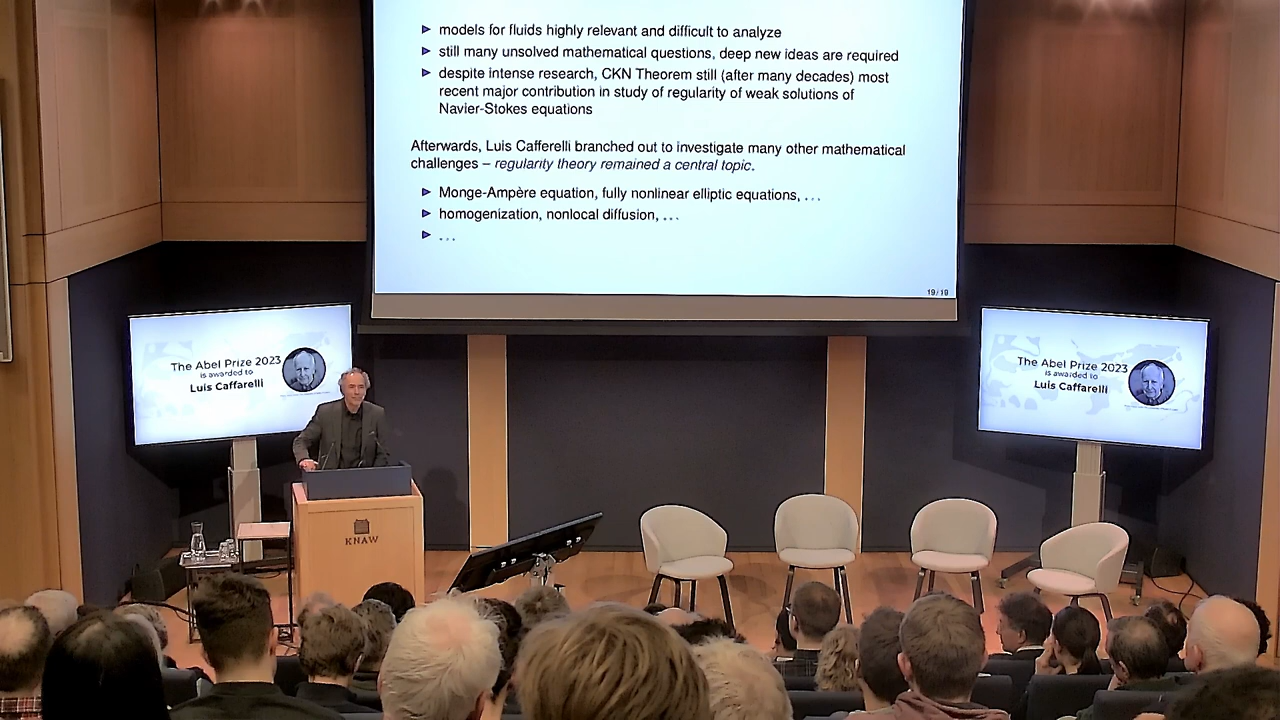 ▶ models for fluids highly relevant and difficult to analyze
▶ still many unsolved mathematical questions, deep new ideas are required
▶ despite intense research, CKN Theorem still (after many decades) most
recent major contribution in study of regularity of weak solutions of
Navier-Stokes equations
Afterwards, Luis Cafferelli branched out to investigate many other mathematical
challenges – regularity theory remained a central topic.
▶ Monge-Ampère equation, fully nonlinear elliptic equations, ...
▶ homogenization, nonlocal diffusion, ...
▶ ...
19/19
The Abel Prize 2023
is awarded to
Luis Caffarelli
The Abel Prize 2023
is awarded to
Luis Caffarelli
KNAW